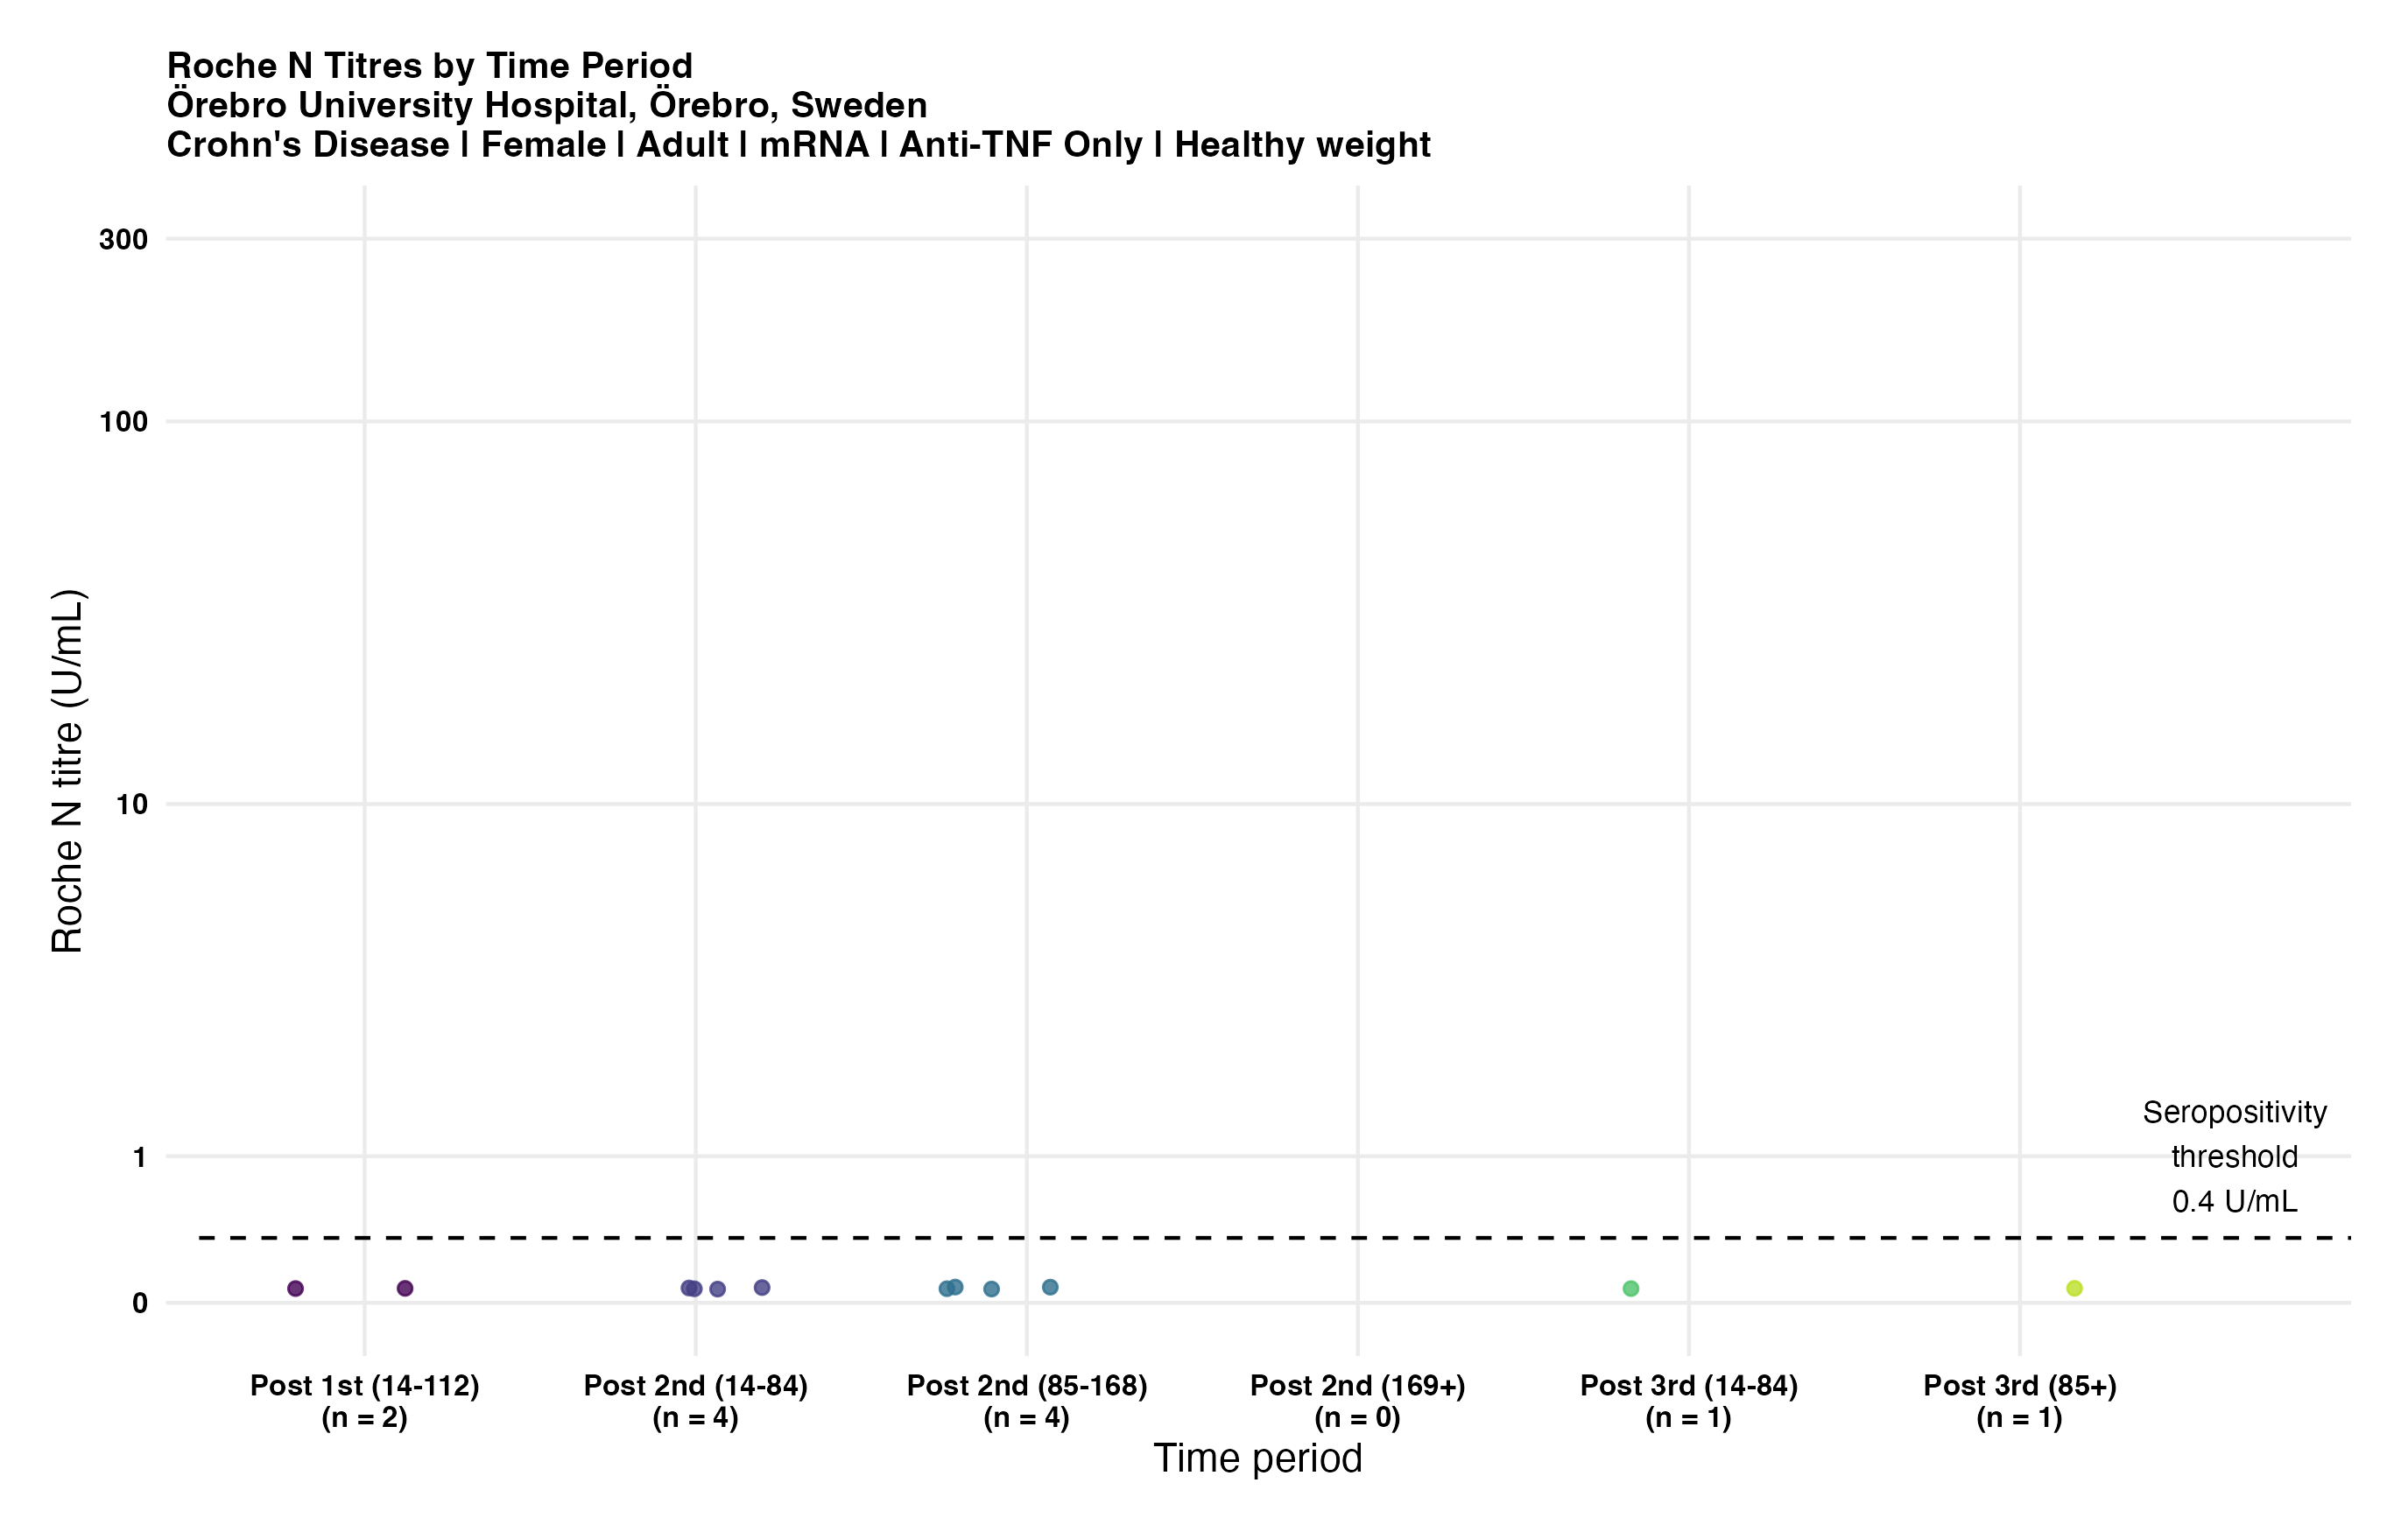 Roche N Titres by Time Period
Örebro University Hospital, Örebro, Sweden
Crohn's Disease | Female | Adult | mRNA | Anti-TNF Only | Healthy weight
Roche N titre (U/mL)
300
100
10
1
0
Seropositivity
threshold
0.4 U/mL
Post 1st (14-112)
(n = 2)
Post 2nd (14-84)
(n = 4)
Post 2nd (85-168)
(n = 4)
Post 2nd (169+)
(n = 0)
Post 3rd (14-84)
(n = 1)
Post 3rd (85+)
(n = 1)
Time period